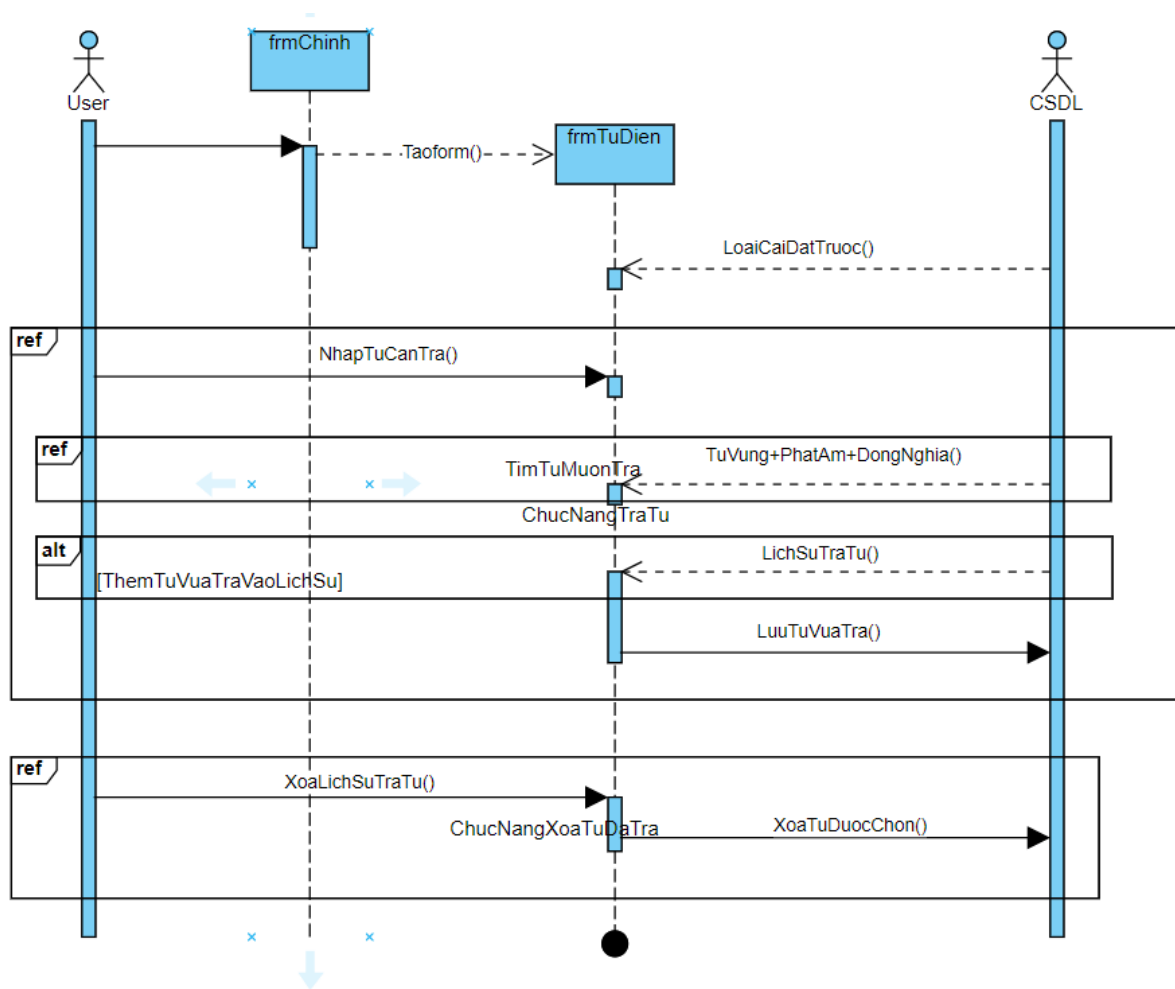 frmChinh
User
CSDL
frmTuDien
Taoform()
LoaiCaiDatTruoc()
ref
NhapTuCanTra()
ref
TuVung+PhatAm+DongNghia()
TimTuMuonTra
ChucNangTraTu
alt
LichSuTraTu()
[ThemTuVuaTraVaoLichSu]
LuuTuVuaTra()
ref
XoaLichSuTraTu()
ChucNangXoaTuDaTra
XoaTuDuocChon()